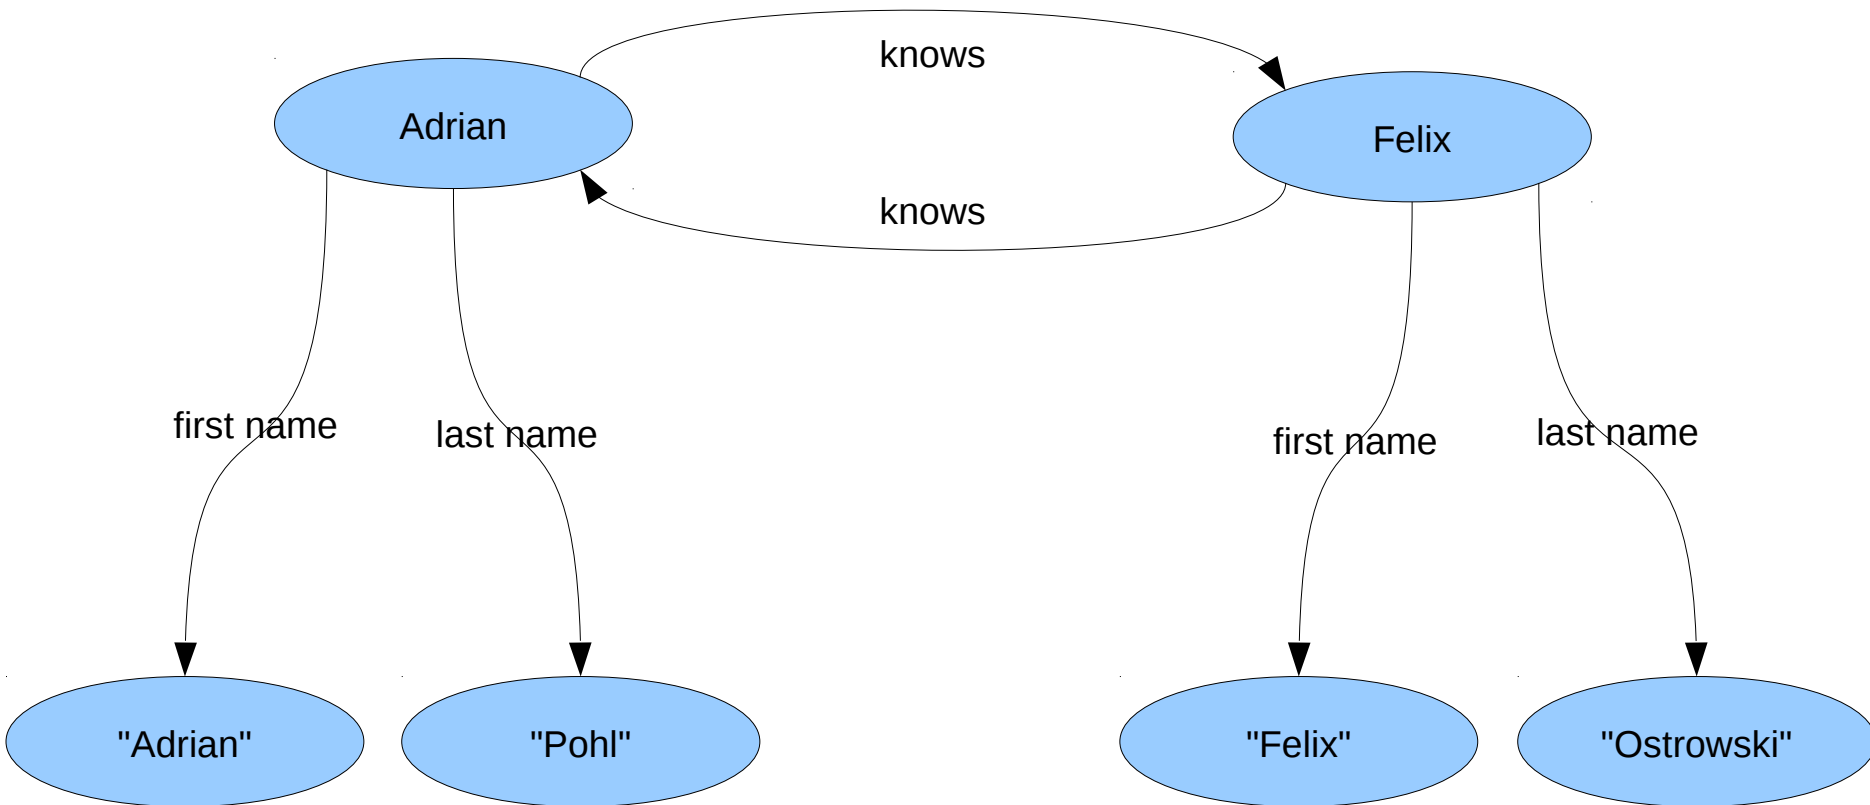 knows
Adrian
Felix
knows
first name
last name
first name
last name
"Adrian"
"Pohl"
"Felix"
"Ostrowski"